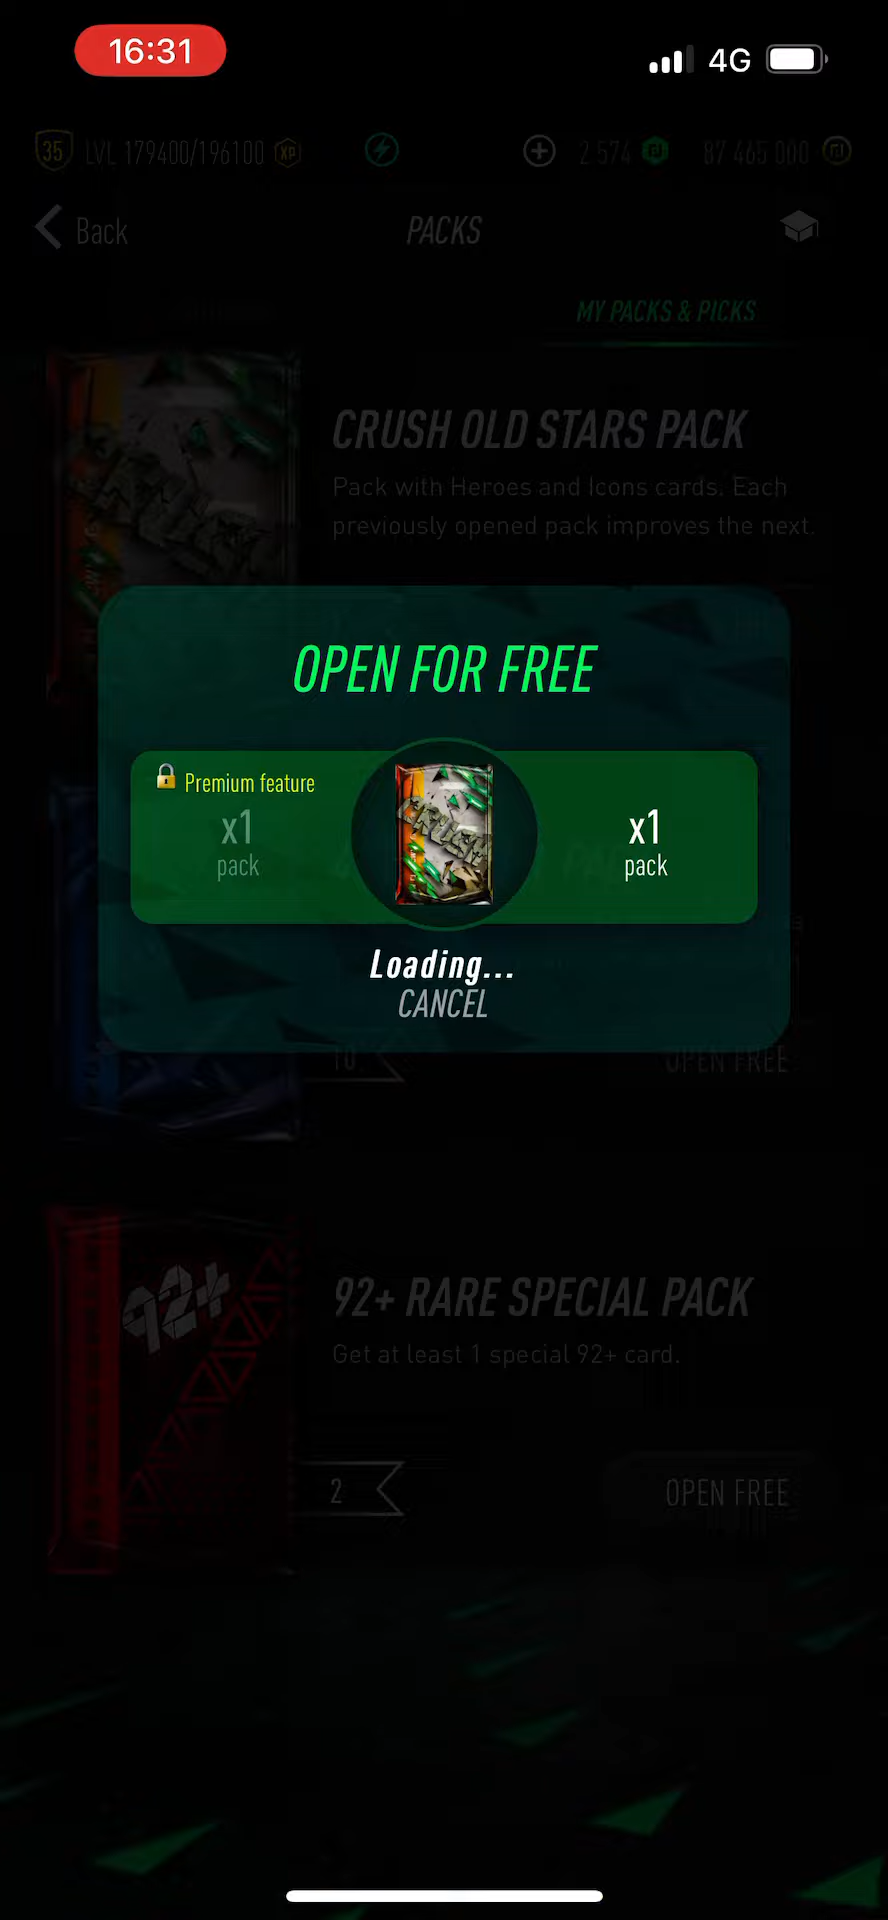 16:31
4G
35 LVL 179400/196100 XP
2 574
87 465 000
Back
PACKS
MY PACKS & PICKS
CRUSH OLD STARS PACK
Pack with Heroes and Icons cards. Each
previously opened pack improves the next.
OPEN FOR FREE
Premium feature
x1
pack
CRUSH
x1
pack
Loading...
CANCEL
10
OPEN FREE
92+
92+ RARE SPECIAL PACK
Get at least 1 special 92+ card.
2
OPEN FREE